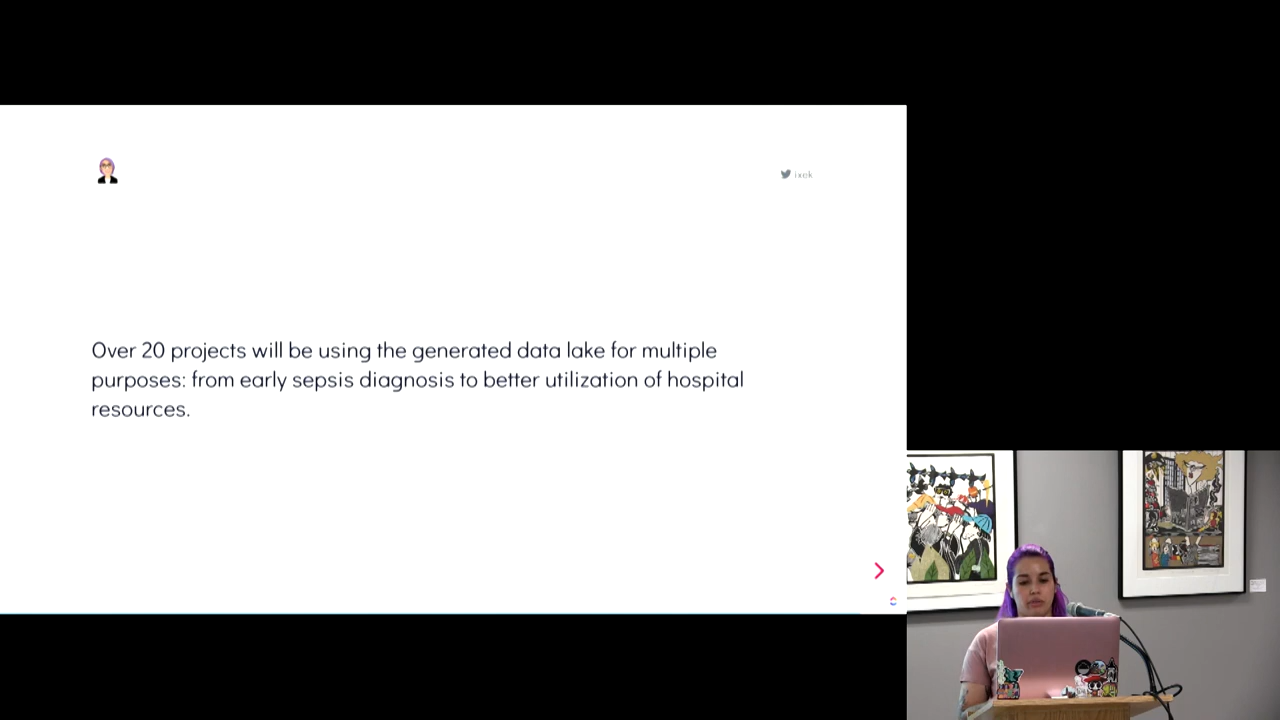 ixek
Over 20 projects will be using the generated data lake for multiple
purposes: from early sepsis diagnosis to better utilization of hospital
resources.